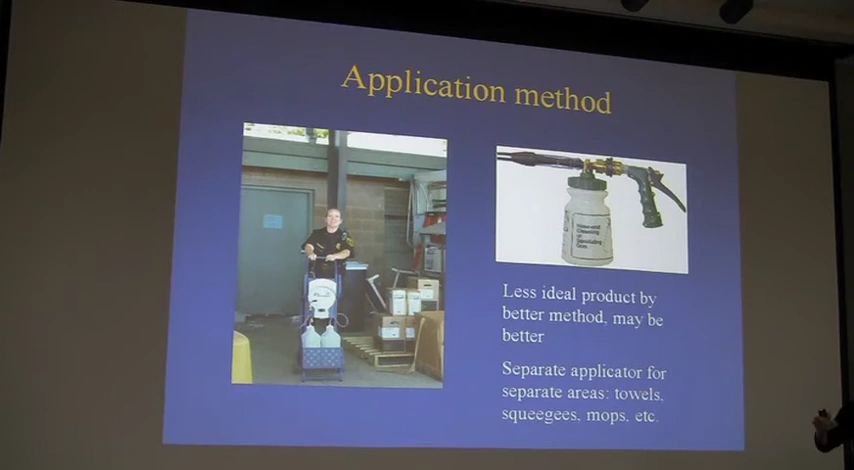 Application method
Less ideal product by
better method, may be
better
Separate applicator for
separate areas: towels,
squeegees, mops, etc.